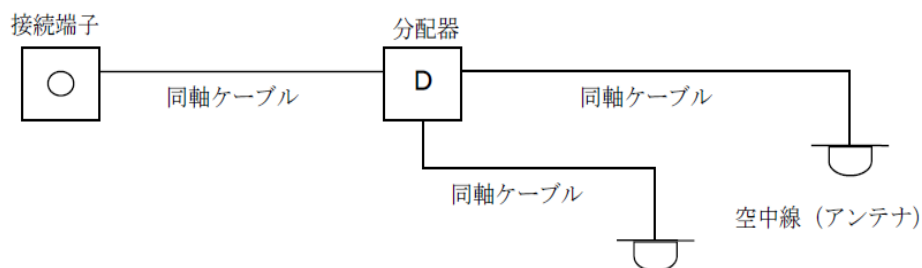 接続端子
分配器
D
同軸ケーブル
同軸ケーブル
同軸ケーブル
空中線（アンテナ）